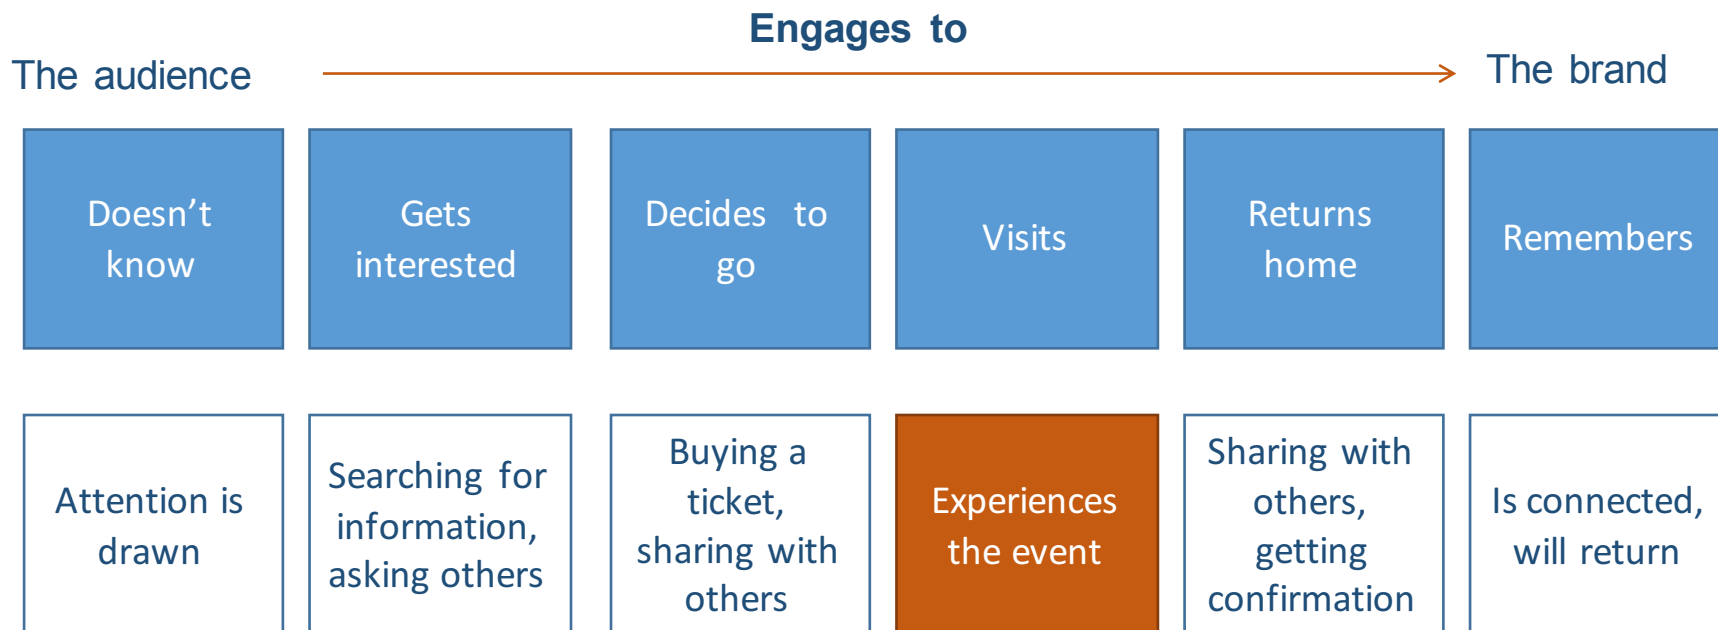 Engages to
The audience
The brand
Doesn’t
know
Gets
interested
Decides to
go
Visits
Returns
home
Remembers
Attention is
drawn
Searching for
information,
asking others
Buying a
ticket,
sharing with
others
Experiences
the event
Sharing with
others,
getting
confirmation
Is connected,
will return